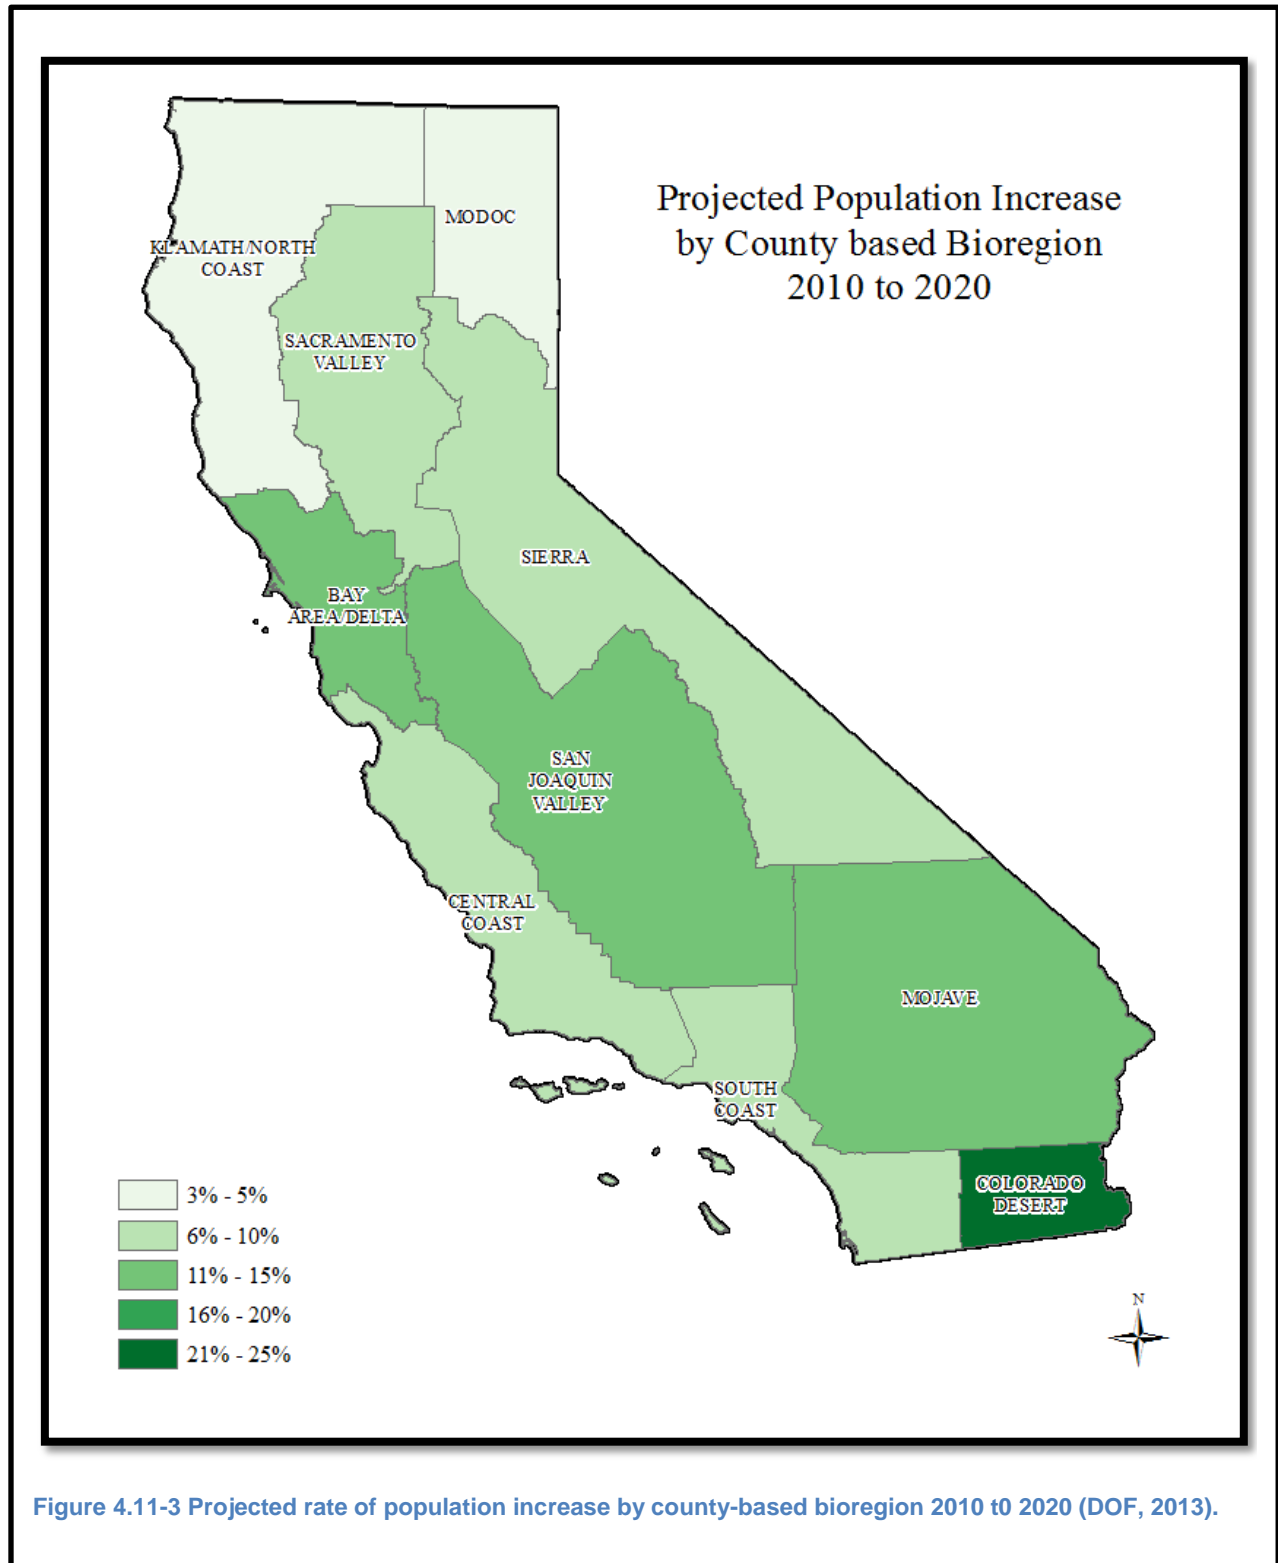 Projected Population Increase
by County based Bioregion
2010 to 2020
MODOC
KLAMATH/NORTH
COAST
SACRAMENTO
VALLEY
SIERRA
BAY
AREA/DELTA
SAN
JOAQUIN
VALLEY
CENTRAL
COAST
MOJAVE
SOUTH
COAST
COLORADO
DESERT
3% - 5%
6% - 10%
11% - 15%
16% - 20%
21% - 25%
N
Figure 4.11-3 Projected rate of population increase by county-based bioregion 2010 t0 2020 (DOF, 2013).